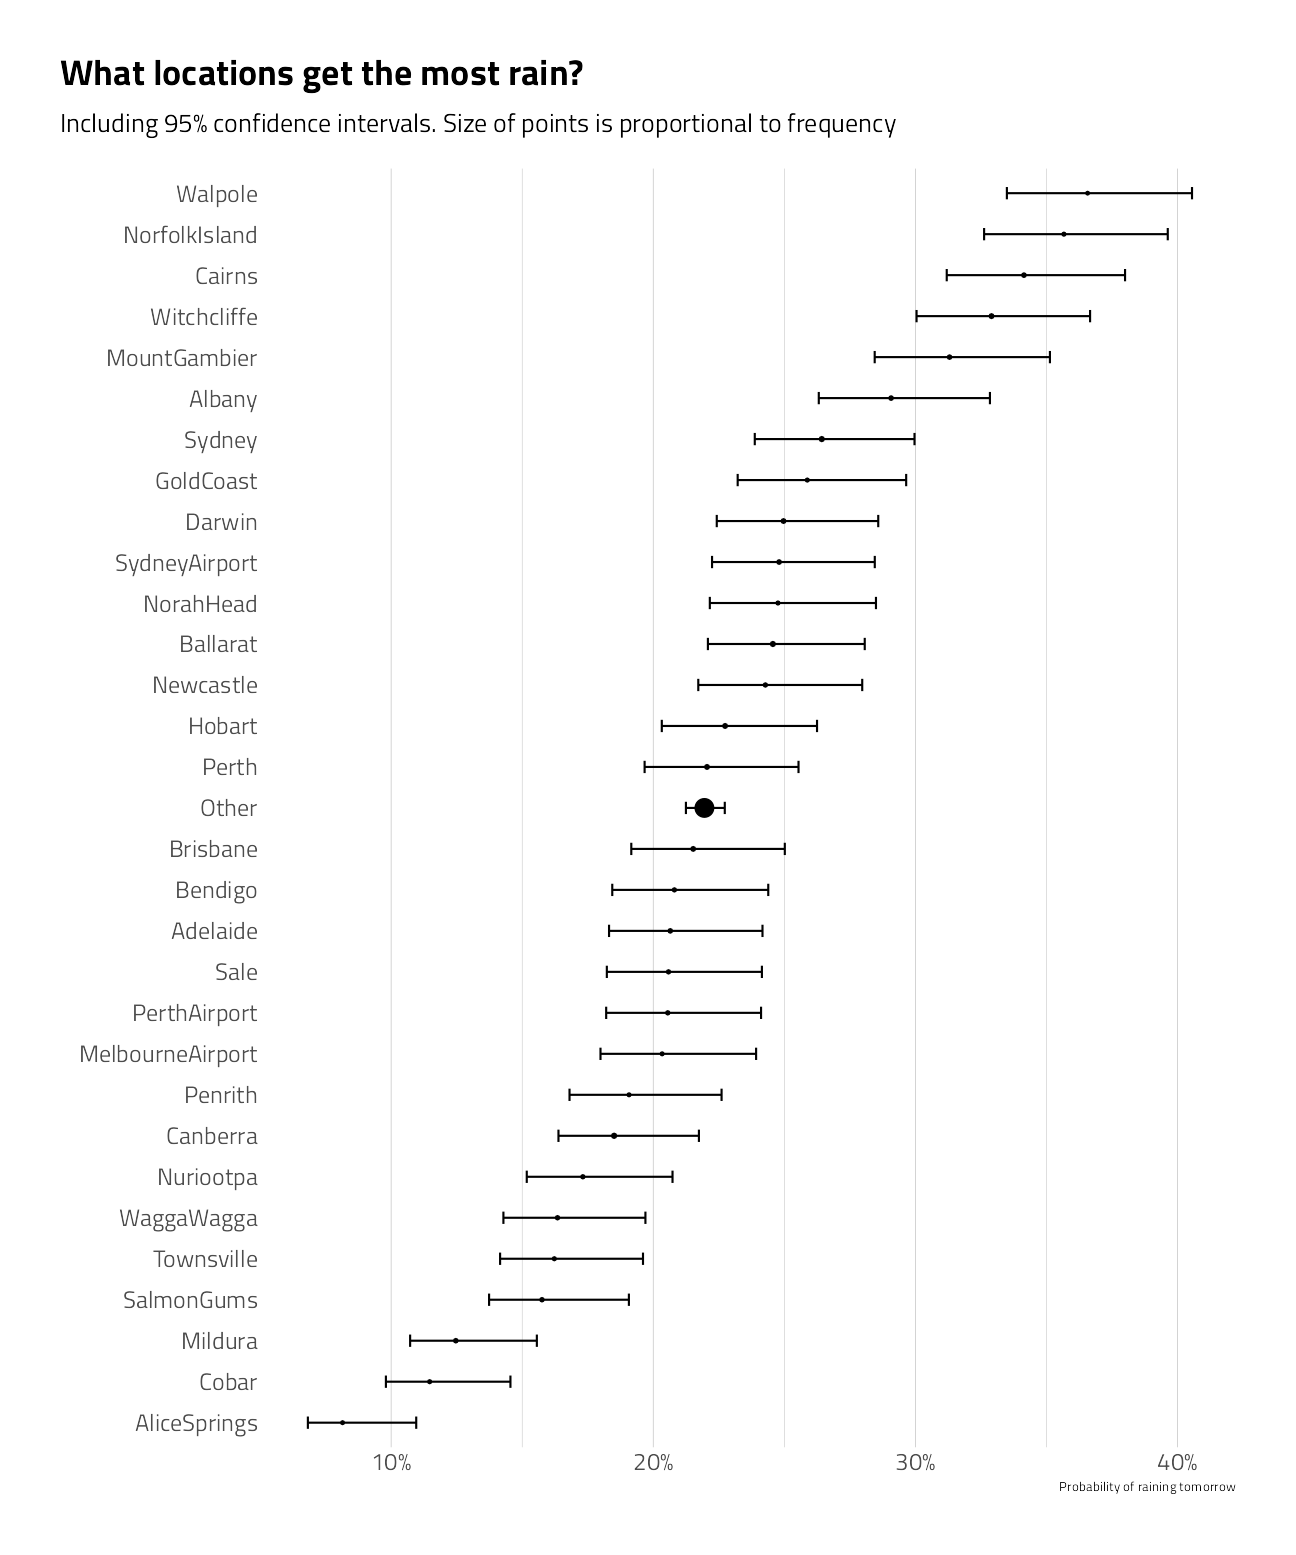 What locations get the most rain?
Including 95% confidence intervals. Size of points is proportional to frequency
Walpole
NorfolkIsland
Cairns
Witchcliffe
MountGambier
Albany
Sydney
GoldCoast
Darwin
SydneyAirport
NorahHead
Ballarat
Newcastle
Hobart
Perth
Other
Brisbane
Bendigo
Adelaide
Sale
PerthAirport
MelbourneAirport
Penrith
Canberra
Nuriootpa
WaggaWagga
Townsville
SalmonGums
Mildura
Cobar
AliceSprings
10% 20% 30% 40%
Probability of raining tomorrow